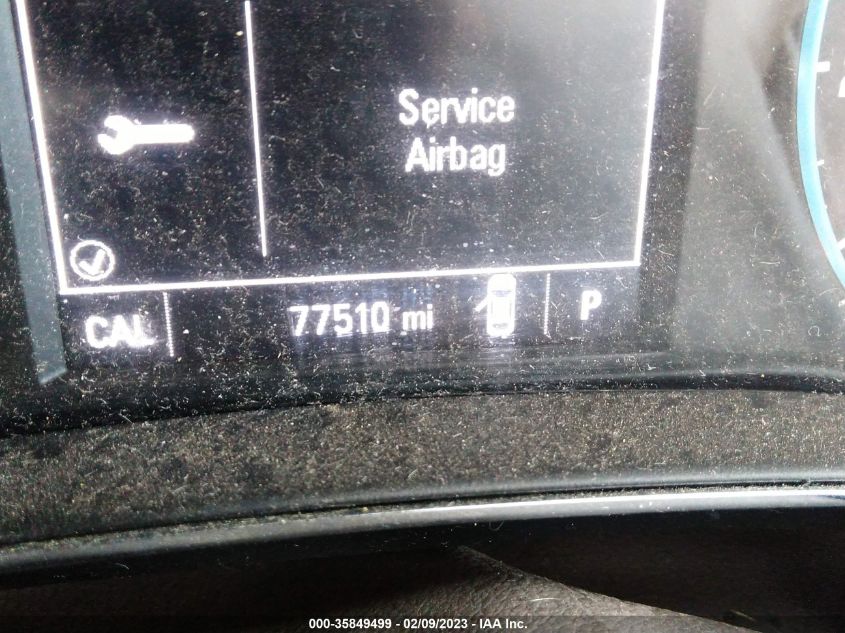 Service
Airbag
CAL 77510 mi P
000-35849499 - 02/09/2023 - IAA Inc.